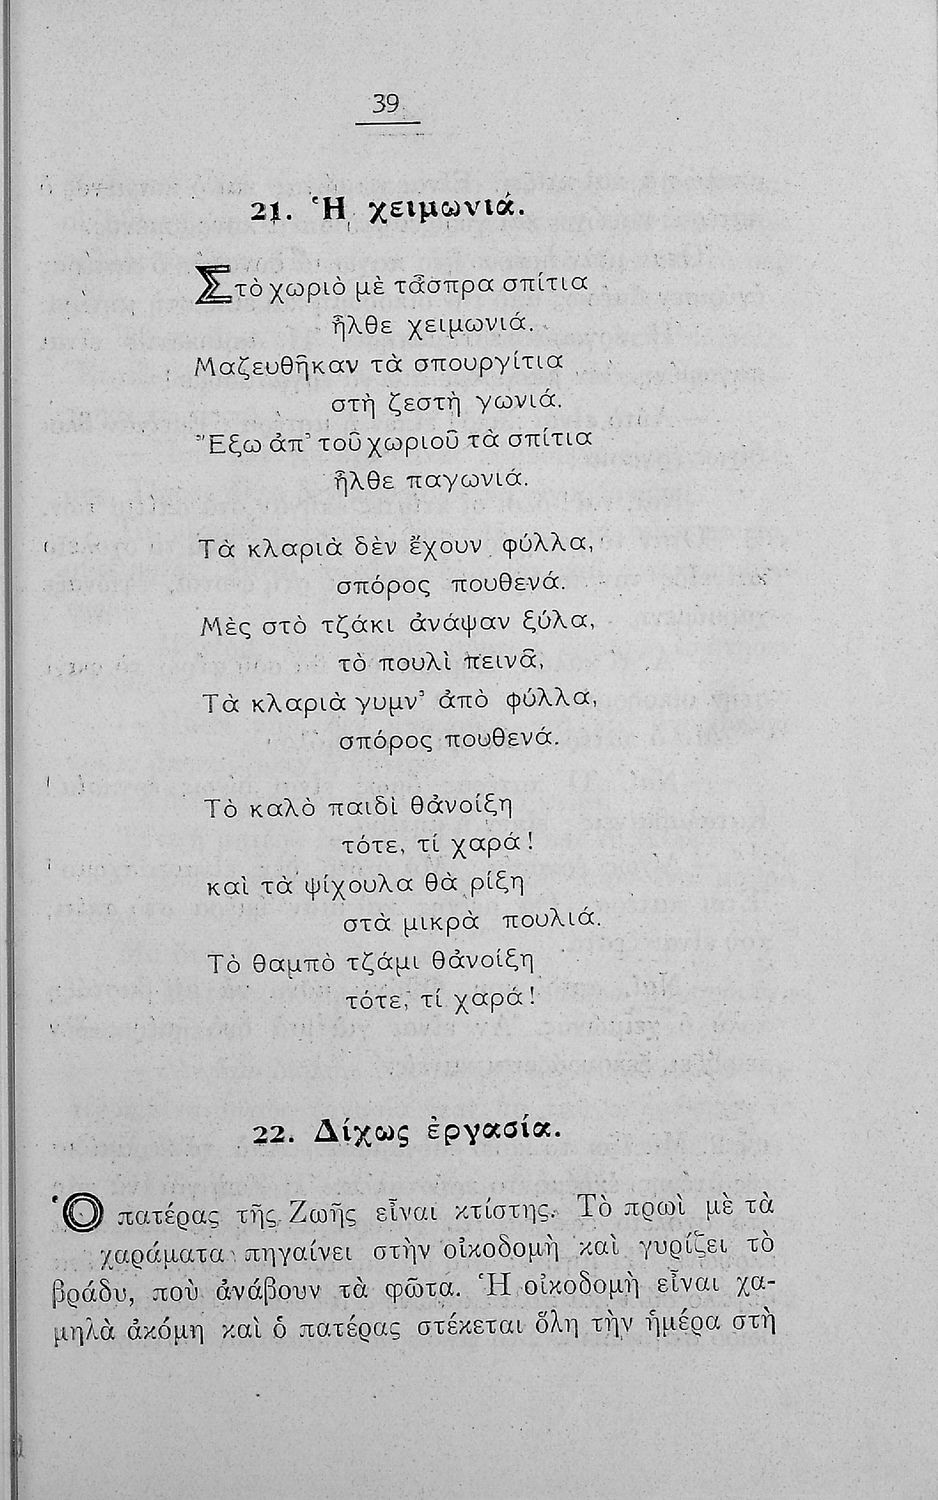 39
21. Ἡ χειμωνιά.
Στὸ χωριὸ μὲ τἆσπρα σπίτια
ἦλθε χειμωνιά.
Μαζευθῆκαν τὰ σπουργίτια
στὴ ζεστὴ γωνιά.
Ἔξω ἀπ᾿ τοῦ χωριοῦ τὰ σπίτια
ἦλθε παγωνιά.
Τὰ κλαριὰ δὲν ἔχουν φύλλα,
σπόρος πουθενά.
Μὲς στὸ τζάκι ἀνάψαν ξύλα,
τὸ πουλὶ πεινᾶ,
Τὰ κλαριὰ γυμν᾿ ἀπὸ φύλλα,
σπόρος πουθενά.
Τὸ καλὸ παιδὶ θἀνοίξῃ
τότε, τί χαρά!
καὶ τὰ ψίχουλα θὰ ρίξῃ
στὰ μικρὰ πουλιά.
Τὸ θαμπὸ τζάμι θἀνοίξῃ
τότε, τί χαρά!
22. Δίχως ἐργασία.
Ὁ πατέρας τῆς Ζωῆς εἶναι κτίστης. Τὸ πρωὶ μὲ τὰ
χαράματα πηγαίνει στὴν οἰκοδομὴ καὶ γυρίζει τὸ
βράδυ, ποὺ ἀνάβουν τὰ φῶτα. Ἡ οἰκοδομὴ εἶναι χα-
μηλὰ ἀκόμη καὶ ὁ πατέρας στέκεται ὅλη τὴν ἡμέρα στὴ